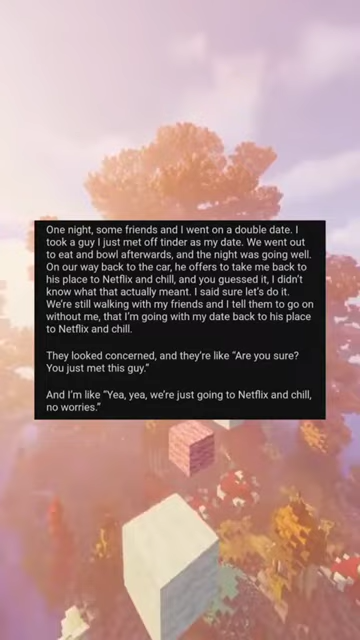 One night, some friends and I went on a double date. I
took a guy I just met off tinder as my date. We went out
to eat and bowl afterwards, and the night was going well.
On our way back to the car, he offers to take me back to
his place to Netflix and chill, and you guessed it, I didn't
know what that actually meant. I said sure let's do it.
We're still walking with my friends and I tell them to go on
without me, that I'm going with my date back to his place
to Netflix and chill.
They looked concerned, and they're like "Are you sure?
You just met this guy."
And I'm like "Yea, yea, we're just going to Netflix and chill,
no worries."